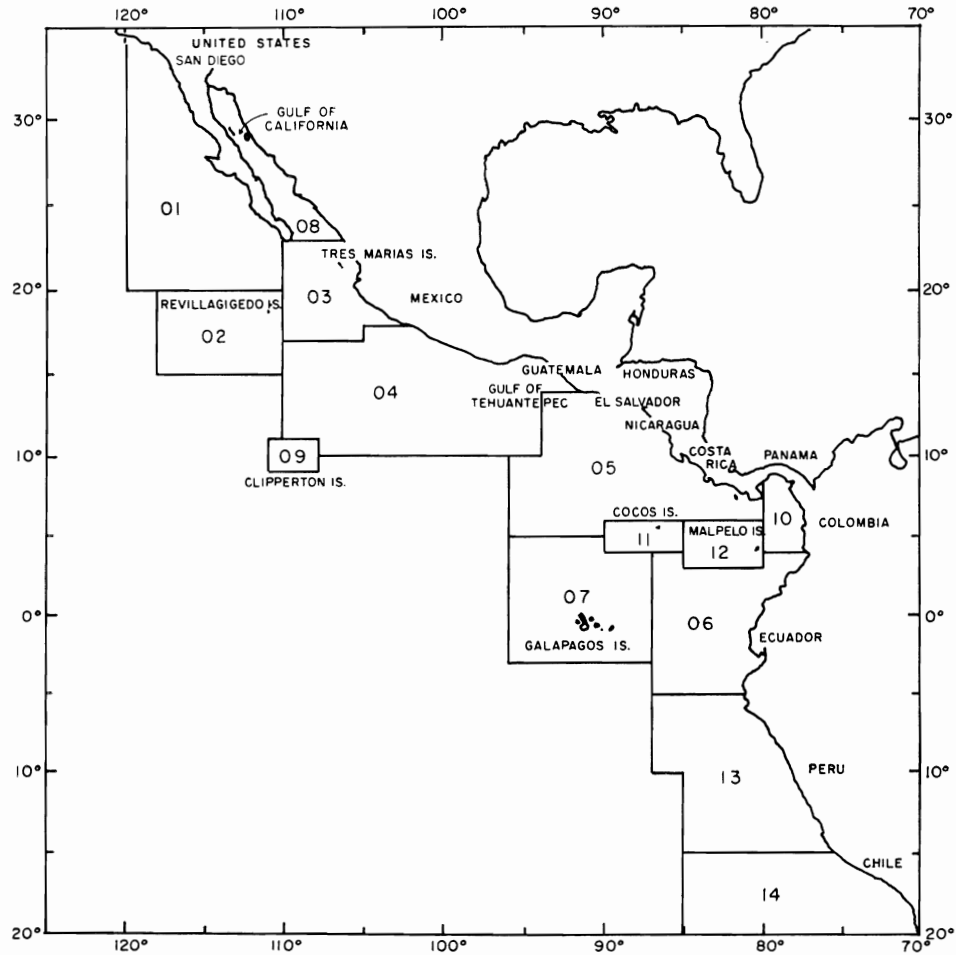 120° 110° 100° 90° 80° 70°
UNITED STATES
SAN DIEGO
GULF OF
CALIFORNIA
30° 30°
01
08
TRES MARIAS IS.
20° 20°
REVILLAGIGEDO IS.
03
MEXICO
02
GUATEMALA
HONDURAS
GULF OF
TEHUANTEPEC
04
EL SALVADOR
NICARAGUA
COSTA
RICA
PANAMA
10° 10°
09
05
CLIPPERTON IS.
COCOS IS.
10
COLOMBIA
MALPELO IS.
11
12
07
0° 0°
06
ECUADOR
GALAPAGOS IS.
10° 10°
13
PERU
CHILE
14
20° 20°
120° 110° 100° 90° 80° 70°